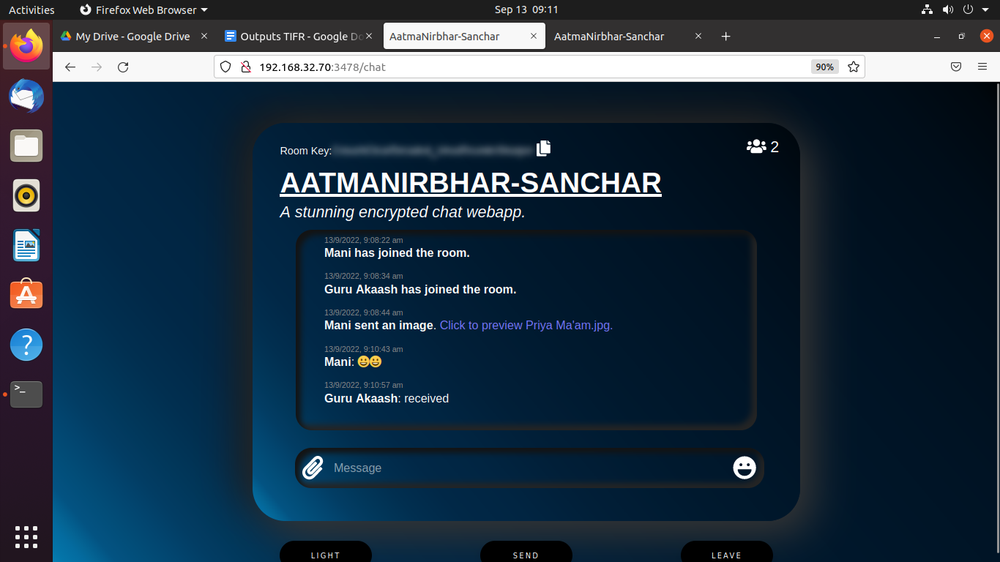 Activities Firefox Web Browser Sep 13 09:11
My Drive - Google Drive Outputs TIFR - Google Do AatmaNirbhar-Sanchar AatmaNirbhar-Sanchar
192.168.32.70:3478/chat 90%
Room Key: 2
AATMANIRBHAR-SANCHAR
A stunning encrypted chat webapp.
13/9/2022, 9:08:22 am
Mani has joined the room.
13/9/2022, 9:08:34 am
Guru Akaash has joined the room.
13/9/2022, 9:08:44 am
Mani sent an image. Click to preview Priya Ma'am.jpg.
13/9/2022, 9:10:43 am
Mani: 😀😀
13/9/2022, 9:10:57 am
Guru Akaash: received
Message
LIGHT SEND LEAVE